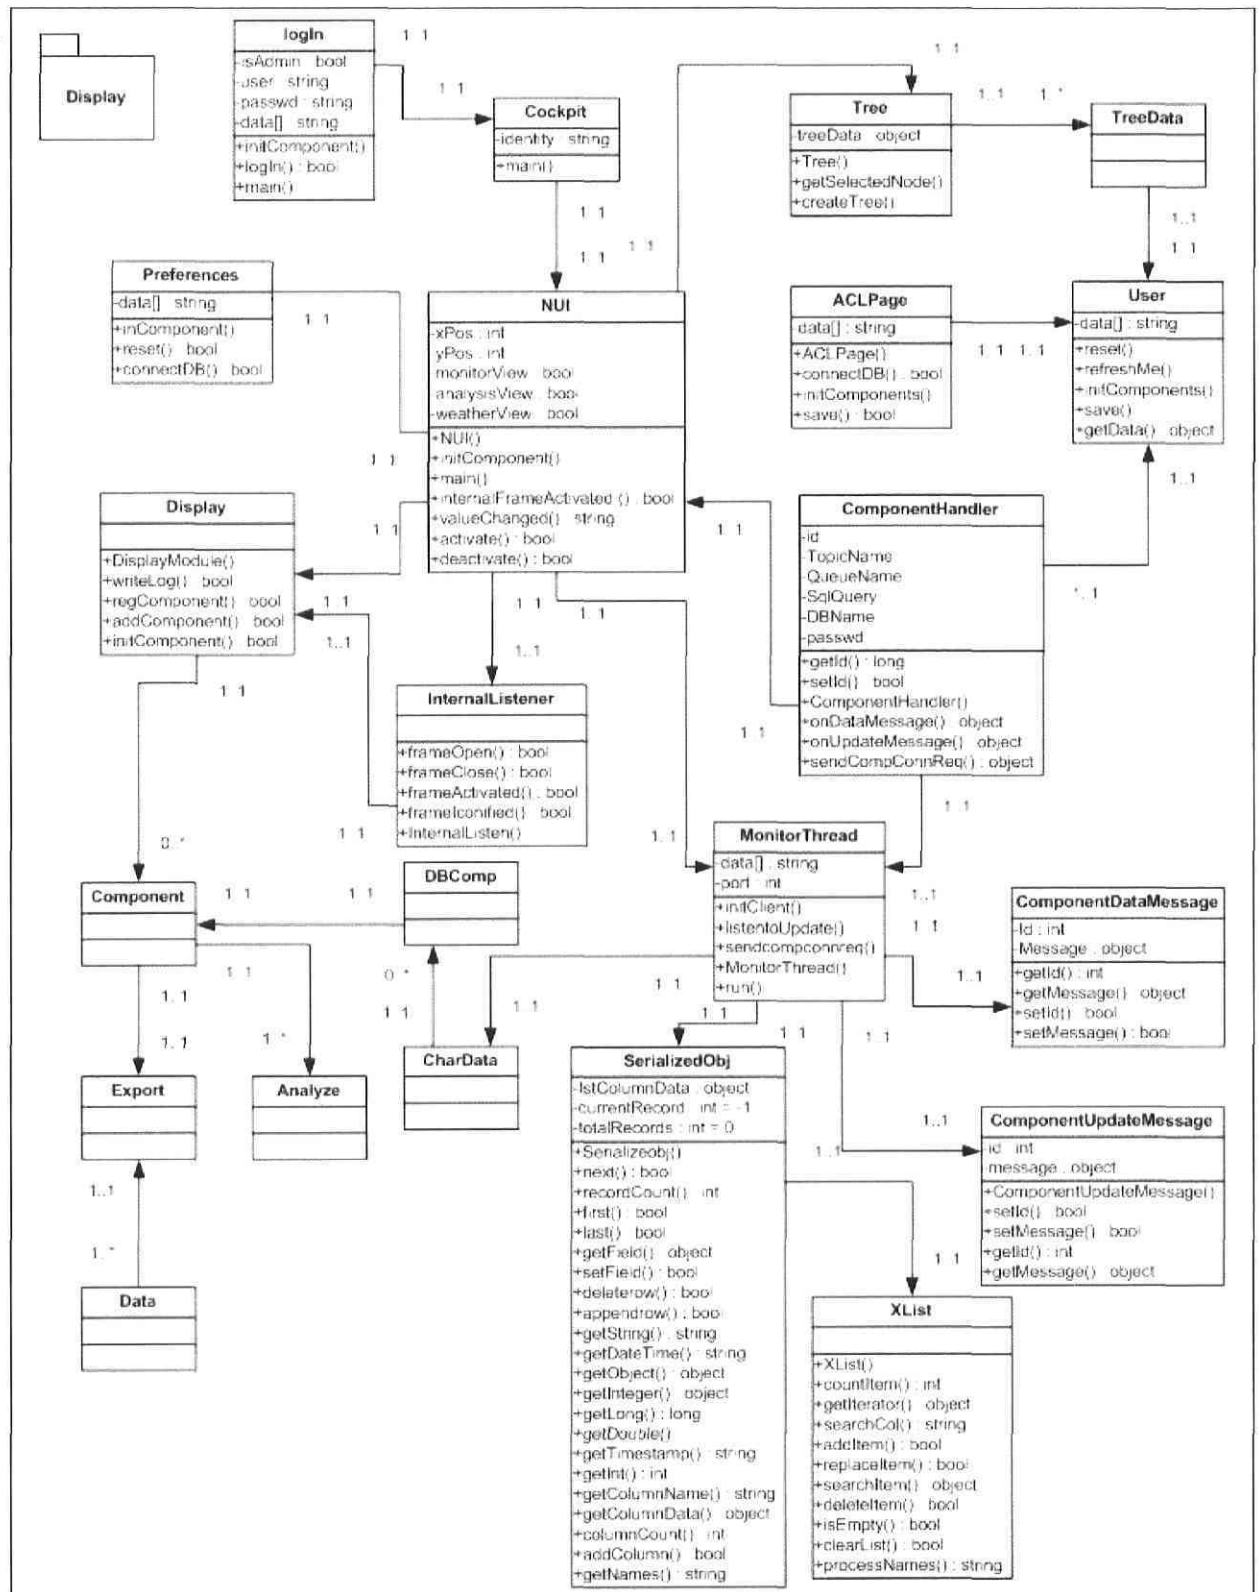 Display
logIn
-isAdmin bool
-user string
-passwd : string
-data[] string
+initComponent()
+logIn() : bool
+main()
1 1
1 1
Cockpit
-identity string
+main()
1 1
1 1
1 1
1 1
Tree
-treeData object
+Tree()
+getSelectedNode()
+createTree()
1..1 1..*
TreeData
1..1
1 1
Preferences
-data[] string
+inComponent()
+reset() bool
+connectDB() bool
1 1
1 1
NUI
-xPos : int
yPos : int
monitorView bool
analysisView bool
-weatherView bool
+NUI()
+initComponent()
+main()
+internalFrameActivated () : bool
+valueChanged() string
+activate() : bool
+deactivate() : bool
ACLPage
data[] : string
+ACLPage()
+connectDB() : bool
+initComponents()
+save() : bool
1 1 1..1
User
-data[] : string
+reset()
+refreshMe()
+initComponents()
+save()
+getData() object
1..1
1..1
Display
+DisplayModule()
+writeLog() bool
+regComponent() bool
+addComponent() bool
+initComponent() bool
1 1
1 1
1..1
1 1
1 1
1..1
1..1
InternalListener
+frameOpen() : bool
+frameClose() : bool
+frameActivated() : bool
+frameIconified() bool
+InternalListen()
1 1
ComponentHandler
-id
-TopicName
-QueueName
-SqlQuery
-DBName
-passwd
+getId() : long
+setId() bool
+ComponentHandler()
+onDataMessage() object
+onUpdateMessage() object
+sendCompConnReq() : object
1 1
1 1
1..1
1..1
0..*
Component
1 1
1 1
DBComp
0..*
1 1
CharData
1 1
1..1
1..1
1..*
Export
Analyze
1..1
1..*
Data
MonitorThread
-data[] : string
-port int
+initClient()
+listentoUpdate()
+sendcompconnreq()
+MonitorThread()
+run()
1..1
1 1
1..1
1 1
1 1
1 1
1 1
1 1
1..1
1..1
ComponentDataMessage
-Id : int
-Message object
+getId() : int
+getMessage() object
+setId() bool
+setMessage() : bool
ComponentUpdateMessage
id int
message object
+ComponentUpdateMessage()
+setId() bool
+setMessage() bool
+getId() : int
+getMessage() object
SerializedObj
-lstColumnData : object
-currentRecord int = -1
-totalRecords : int = 0
+Serializeobj()
+next() : bool
+recordCount() int
+first() : bool
+last() bool
+getField() object
+setField() : bool
+deleterow() : bool
+appendrow() : bool
+getString() : string
+getDateTime() : string
+getObject() : object
+getInteger() object
+getLong() : long
+getDouble()
+getTimestamp() : string
+getInt() : int
+getColumnName() : string
+getColumnData() object
+columnCount() int
+addColumn() bool
+getNames() : string
1..1
1 1
XList
+XList()
+countItem() : int
+getIterator() object
+searchCol() string
+addItem() : bool
+replaceItem() : bool
+searchItem() object
+deleteItem() bool
+isEmpty() : bool
+clearList() : bool
+processNames() : string